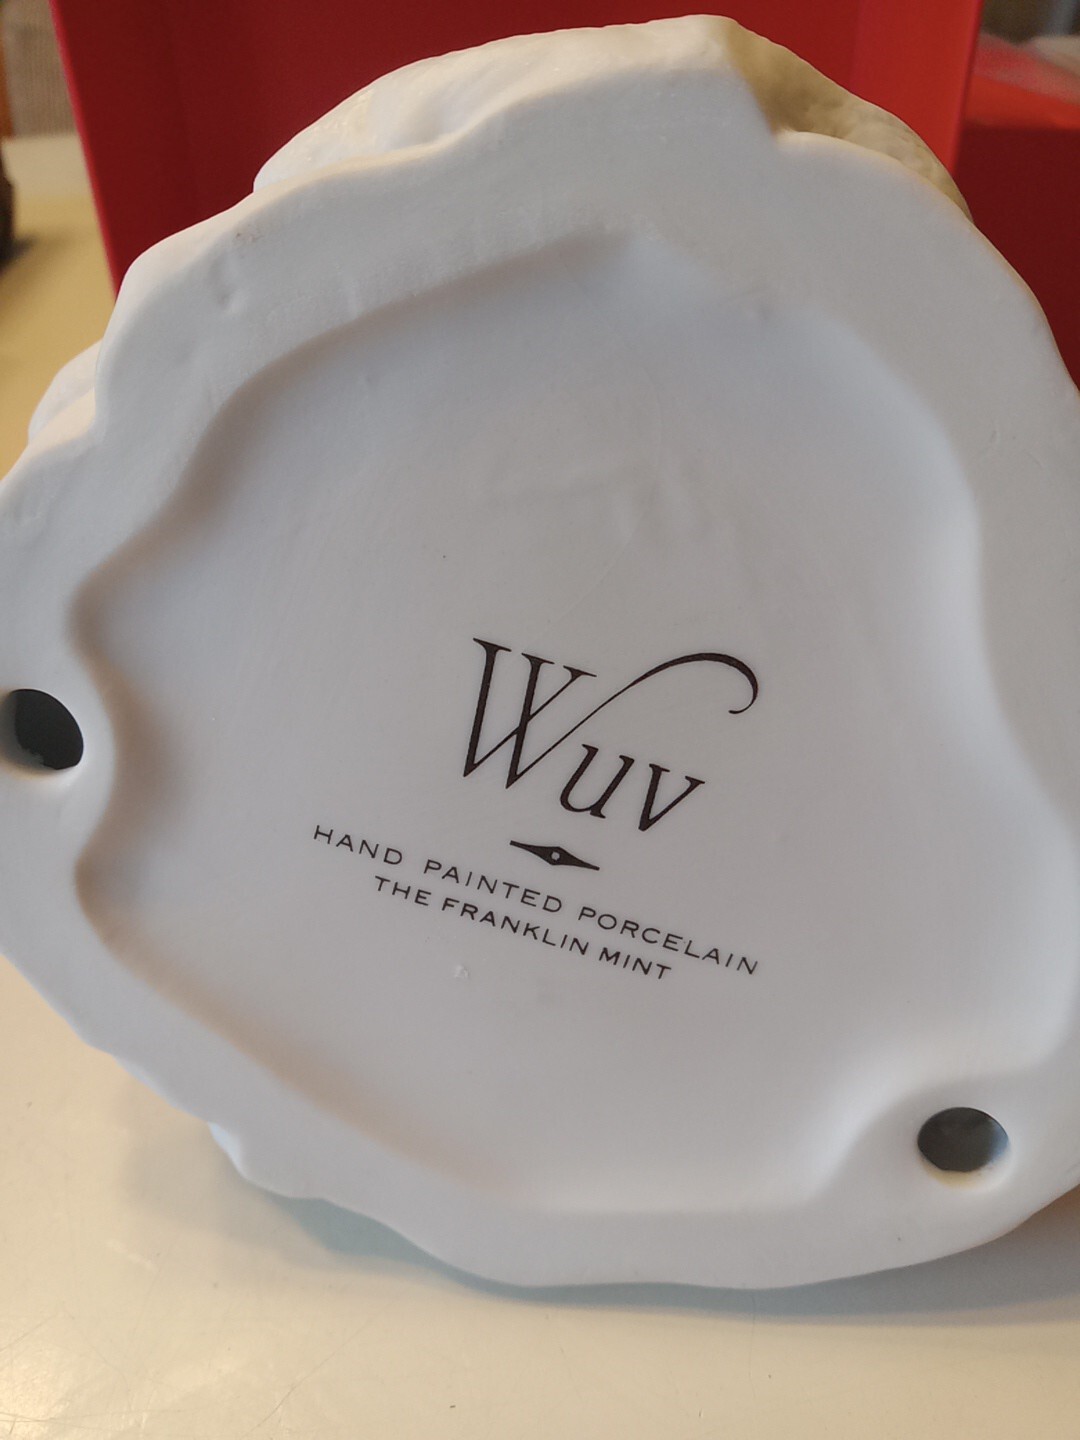 Wuv
HAND PAINTED PORCELAIN
THE FRANKLIN MINT